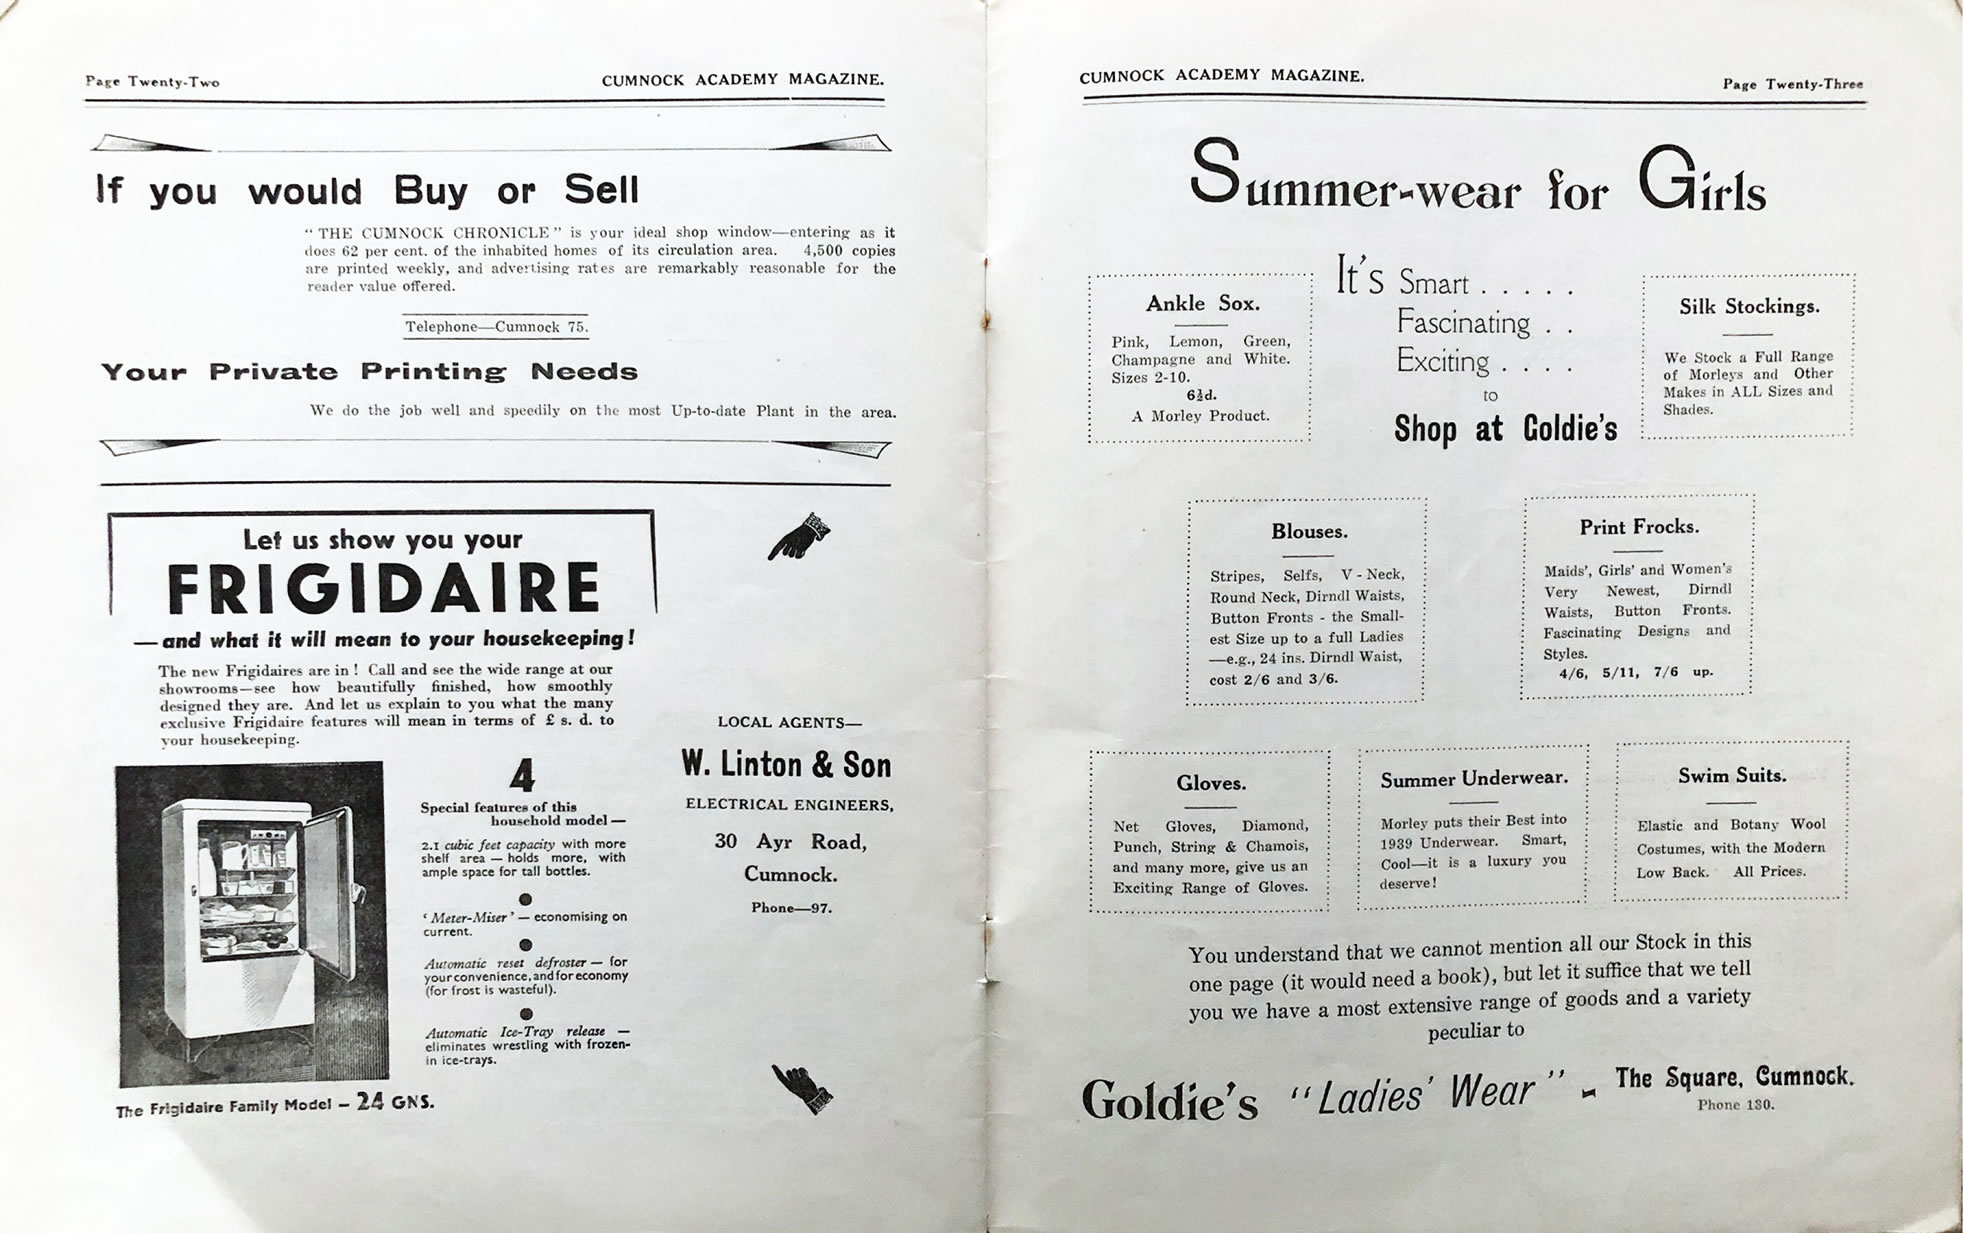 Page Twenty-Two
CUMNOCK ACADEMY MAGAZINE.
If you would Buy or Sell
“ THE CUMNOCK CHRONICLE ” is your ideal shop window—entering as it
does 62 per cent. of the inhabited homes of its circulation area. 4,500 copies
are printed weekly, and advertising rates are remarkably reasonable for the
reader value offered.
Telephone—Cumnock 75.
Your Private Printing Needs
We do the job well and speedily on the most Up-to-date Plant in the area.
Let us show you your
FRIGIDAIRE
—and what it will mean to your housekeeping!
The new Frigidaires are in ! Call and see the wide range at our
showrooms—see how beautifully finished, how smoothly
designed they are. And let us explain to you what the many
exclusive Frigidaire features will mean in terms of £ s. d. to
your housekeeping.
4
Special features of this
household model —
2.1 cubic feet capacity with more
shelf area — holds more, with
ample space for tall bottles.
‘ Meter-Miser ’ — economising on
current.
Automatic reset defroster — for
your convenience, and for economy
(for frost is wasteful).
Automatic Ice-Tray release —
eliminates wrestling with frozen-
in ice-trays.
The Frigidaire Family Model – 24 GNS.
LOCAL AGENTS—
W. Linton & Son
ELECTRICAL ENGINEERS,
30 Ayr Road,
Cumnock.
Phone—97.
CUMNOCK ACADEMY MAGAZINE.
Page Twenty-Three
Summer-wear for Girls
It's Smart . . . . .
Fascinating . .
Exciting . . . .
to
Shop at Goldie's
Ankle Sox.
Pink, Lemon, Green,
Champagne and White.
Sizes 2-10.
6½d.
A Morley Product.
Silk Stockings.
We Stock a Full Range
of Morleys and Other
Makes in ALL Sizes and
Shades.
Blouses.
Stripes, Selfs, V - Neck,
Round Neck, Dirndl Waists,
Button Fronts - the Small-
est Size up to a full Ladies
—e.g., 24 ins. Dirndl Waist,
cost 2/6 and 3/6.
Print Frocks.
Maids', Girls' and Women's
Very Newest, Dirndl
Waists, Button Fronts.
Fascinating Designs and
Styles.
4/6, 5/11, 7/6 up.
Gloves.
Net Gloves, Diamond,
Punch, String & Chamois,
and many more, give us an
Exciting Range of Gloves.
Summer Underwear.
Morley puts their Best into
1939 Underwear. Smart,
Cool—it is a luxury you
deserve!
Swim Suits.
Elastic and Botany Wool
Costumes, with the Modern
Low Back. All Prices.
You understand that we cannot mention all our Stock in this
one page (it would need a book), but let it suffice that we tell
you we have a most extensive range of goods and a variety
peculiar to
Goldie's “Ladies' Wear” - The Square, Cumnock.
Phone 130.